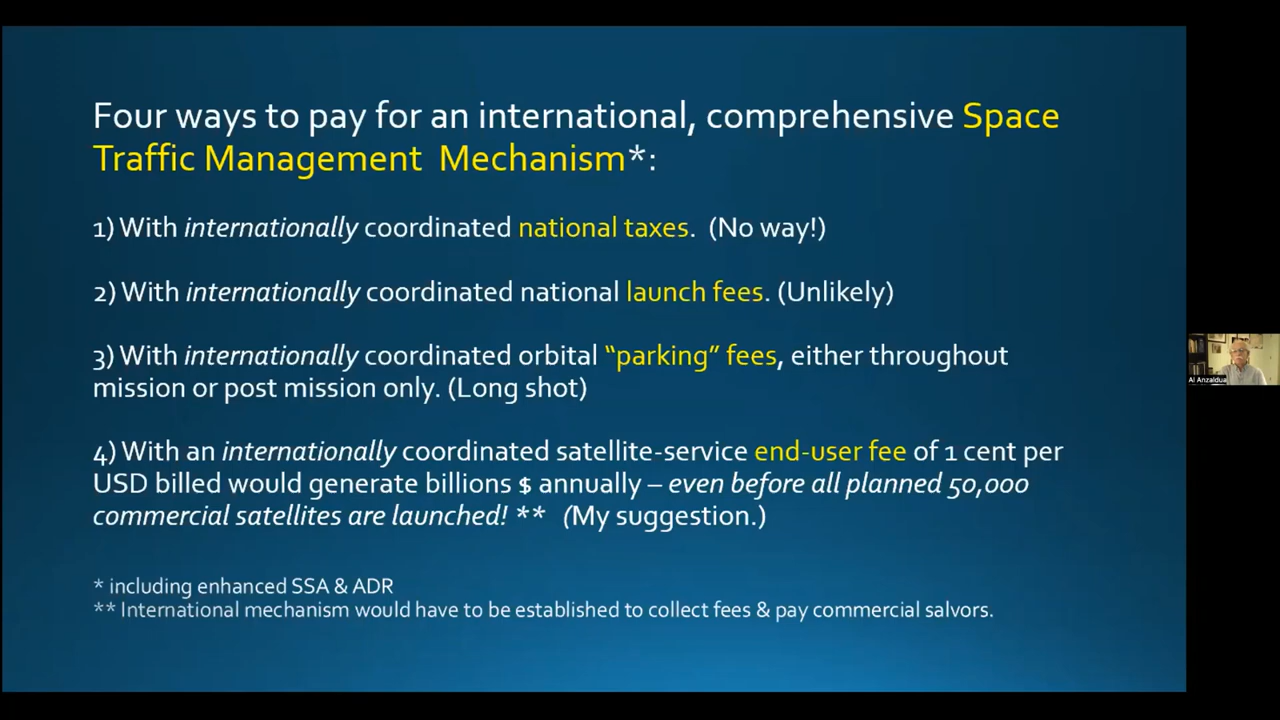 Four ways to pay for an international, comprehensive Space
Traffic Management Mechanism*:
1) With internationally coordinated national taxes. (No way!)
2) With internationally coordinated national launch fees. (Unlikely)
3) With internationally coordinated orbital “parking” fees, either throughout
mission or post mission only. (Long shot)
4) With an internationally coordinated satellite-service end-user fee of 1 cent per
USD billed would generate billions $ annually – even before all planned 50,000
commercial satellites are launched! ** (My suggestion.)
* including enhanced SSA & ADR
** International mechanism would have to be established to collect fees & pay commercial salvors.
Al Anzaldua